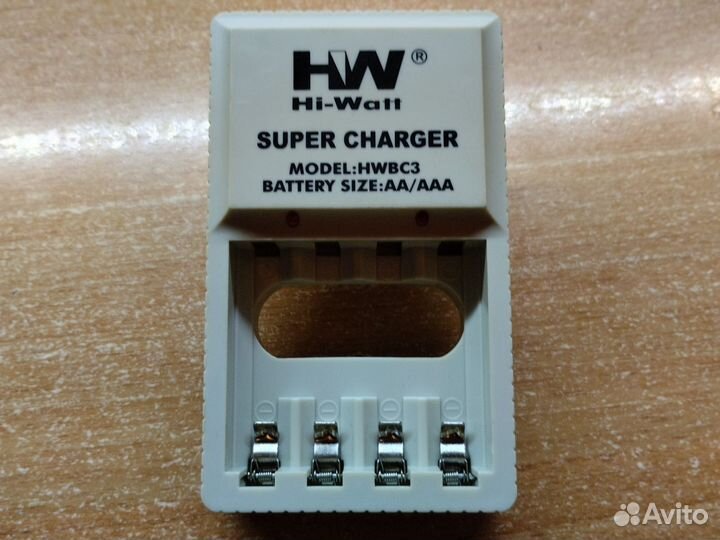 HW®
Hi-Watt
SUPER CHARGER
MODEL:HWBC3
BATTERY SIZE:AA/AAA
Avito